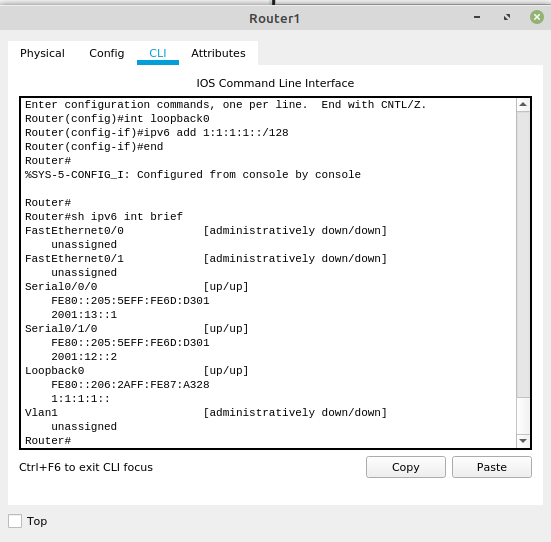 Router1
Physical Config CLI Attributes
IOS Command Line Interface
Enter configuration commands, one per line.  End with CNTL/Z.
Router(config)#int loopback0
Router(config-if)#ipv6 add 1:1:1:1::/128
Router(config-if)#end
Router#
%SYS-5-CONFIG_I: Configured from console by console
Router#
Router#sh ipv6 int brief
FastEthernet0/0            [administratively down/down]
    unassigned
FastEthernet0/1            [administratively down/down]
    unassigned
Serial0/0/0                [up/up]
    FE80::205:5EFF:FE6D:D301
    2001:13::1
Serial0/1/0                [up/up]
    FE80::205:5EFF:FE6D:D301
    2001:12::2
Loopback0                  [up/up]
    FE80::206:2AFF:FE87:A328
    1:1:1:1::
Vlan1                      [administratively down/down]
    unassigned
Router#
Ctrl+F6 to exit CLI focus Copy Paste
Top